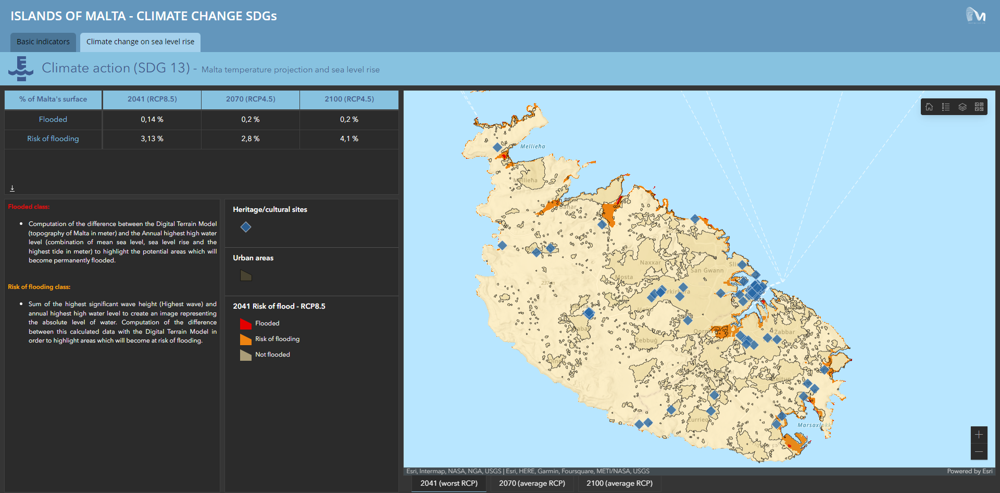 ISLANDS OF MALTA - CLIMATE CHANGE SDGs
Basic indicators
Climate change on sea level rise
Climate action (SDG 13) - Malta temperature projection and sea level rise
% of Malta's surface 2041 (RCP8.5) 2070 (RCP4.5) 2100 (RCP4.5)
Flooded 0,14 % 0,2 % 0,2 %
Risk of flooding 3,13 % 2,8 % 4,1 %
Flooded class:
• Computation of the difference between the Digital Terrain Model
(topography of Malta in meter) and the Annual highest high water
level (combination of mean sea level, sea level rise and the
highest tide in meter) to highlight the potential areas which will
become permanently flooded.
Risk of flooding class:
• Sum of the highest significant wave height (Highest wave) and
annual highest high water level to create an image representing
the absolute level of water. Computation of the difference
between this calculated data with the Digital Terrain Model in
order to highlight areas which will become at risk of flooding.
Heritage/cultural sites
Urban areas
2041 Risk of flood - RCP8.5
Flooded
Risk of flooding
Not flooded
Mellieħa
Mellieħa
Baħar
Naxxar
Mosta
San Ġwann
237m
Qormi
Żabbar
Żebbuġ
Marsaxlokk
Esri, Intermap, NASA, NGA, USGS | Esri, HERE, Garmin, Foursquare, METI/NASA, USGS
Powered by Esri
2041 (worst RCP)
2070 (average RCP)
2100 (average RCP)